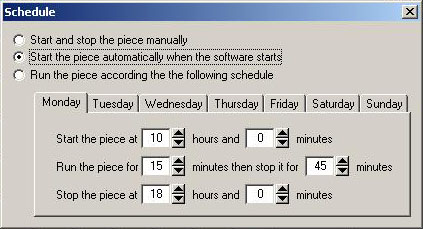 Schedule
Start and stop the piece manually
Start the piece automatically when the software starts
Run the piece according the the following schedule
Monday Tuesday Wednesday Thursday Friday Saturday Sunday
Start the piece at 10 hours and 0 minutes
Run the piece for 15 minutes then stop it for 45 minutes
Stop the piece at 18 hours and 0 minutes